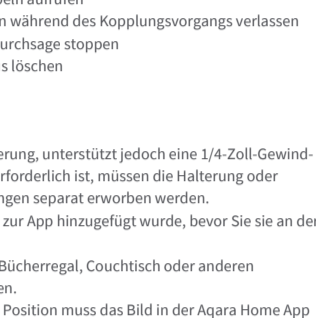 n während des Kopplungsvorgangs verlassen
urchsage stoppen
s löschen
erung, unterstützt jedoch eine 1/4-Zoll-Gewind-
rforderlich ist, müssen die Halterung oder
ngen separat erworben werden.
zur App hinzugefügt wurde, bevor Sie sie an de
Bücherregal, Couchtisch oder anderen
en.
Position muss das Bild in der Aqara Home App